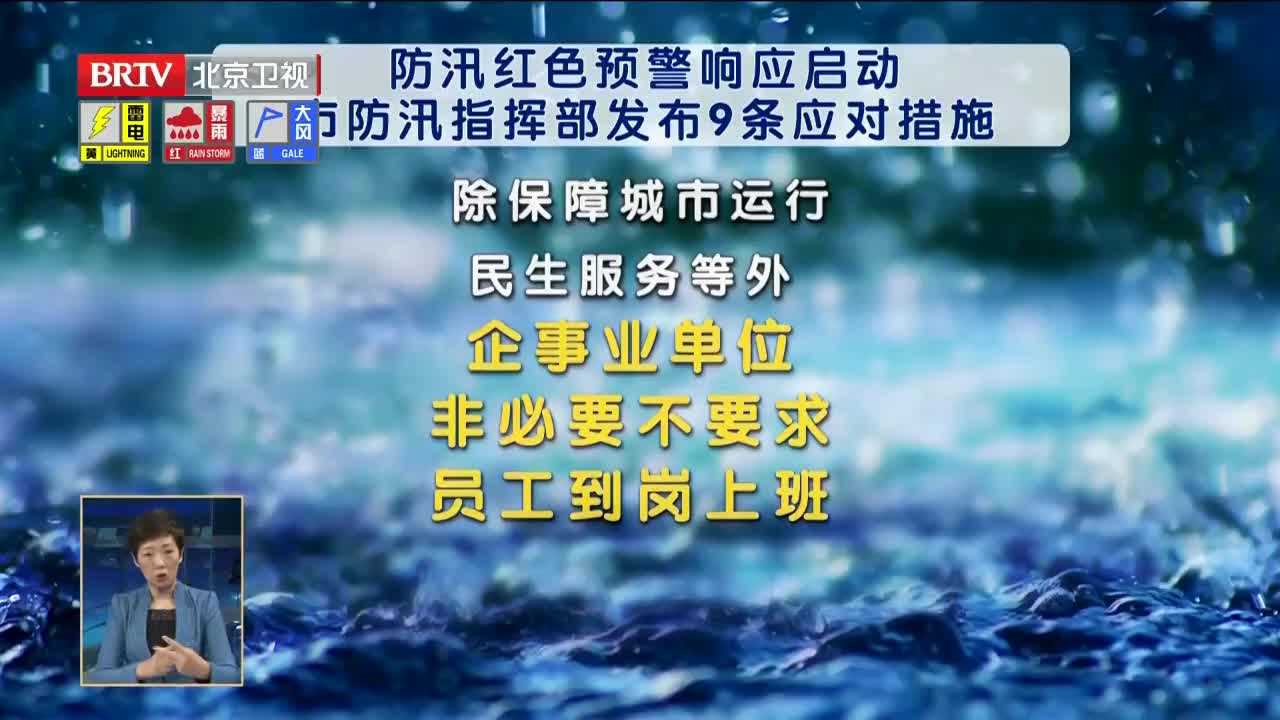 防汛红色预警响应启动
市防汛指挥部发布9条应对措施
BRTV 北京卫视
雷电 黄 LIGHTNING
暴雨 红 RAIN STORM
大风 蓝 GALE
除保障城市运行
民生服务等外
企事业单位
非必要不要求
员工到岗上班